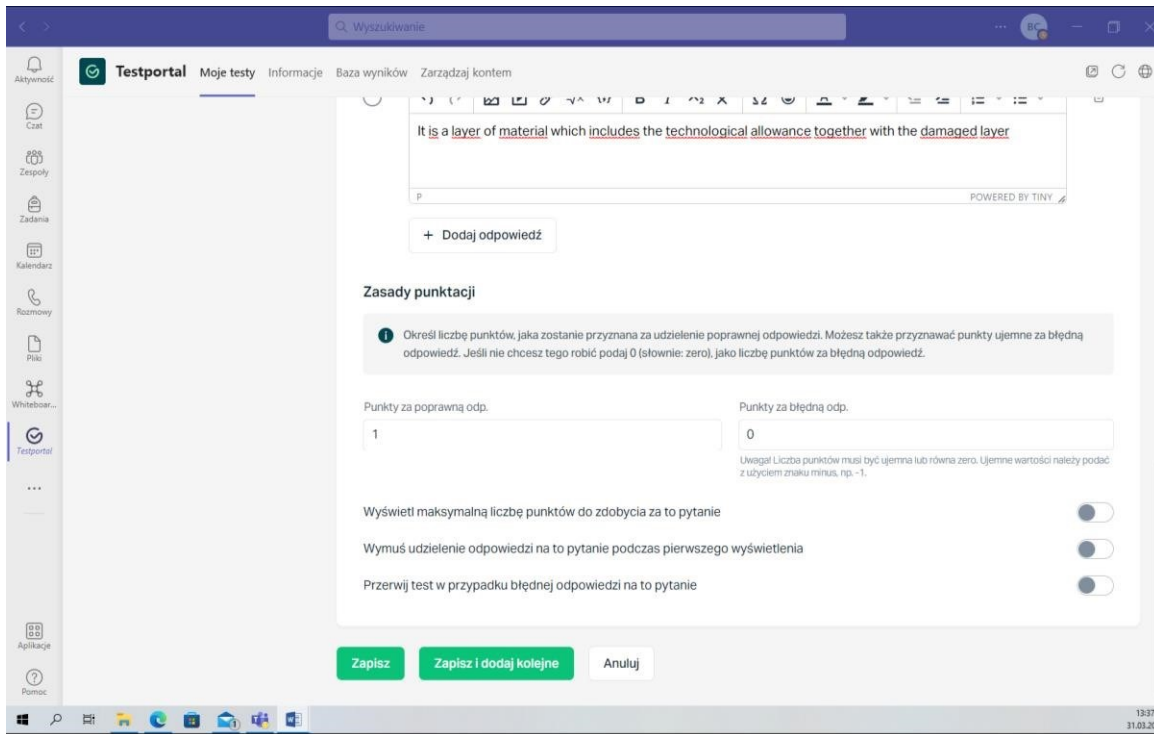 Wyszukiwanie
BC
Aktywność
Czat
Zespoły
Zadania
Kalendarz
Rozmowy
Pliki
Whiteboar...
Testportal
Aplikacje
Pomoc
Testportal Moje testy Informacje Baza wyników Zarządzaj kontem
It is a layer of material which includes the technological allowance together with the damaged layer
P POWERED BY TINY
+ Dodaj odpowiedź
Zasady punktacji
Określ liczbę punktów, jaka zostanie przyznana za udzielenie poprawnej odpowiedzi. Możesz także przyznawać punkty ujemne za błędną
odpowiedź. Jeśli nie chcesz tego robić podaj 0 (słownie: zero), jako liczbę punktów za błędną odpowiedź.
Punkty za poprawną odp. Punkty za błędną odp.
1 0
Uwaga! Liczba punktów musi być ujemna lub równa zero. Ujemne wartości należy podać
z użyciem znaku minus, np. -1.
Wyświetl maksymalną liczbę punktów do zdobycia za to pytanie
Wymuś udzielenie odpowiedzi na to pytanie podczas pierwszego wyświetlenia
Przerwij test w przypadku błędnej odpowiedzi na to pytanie
Zapisz Zapisz i dodaj kolejne Anuluj
13:37
31.03.20